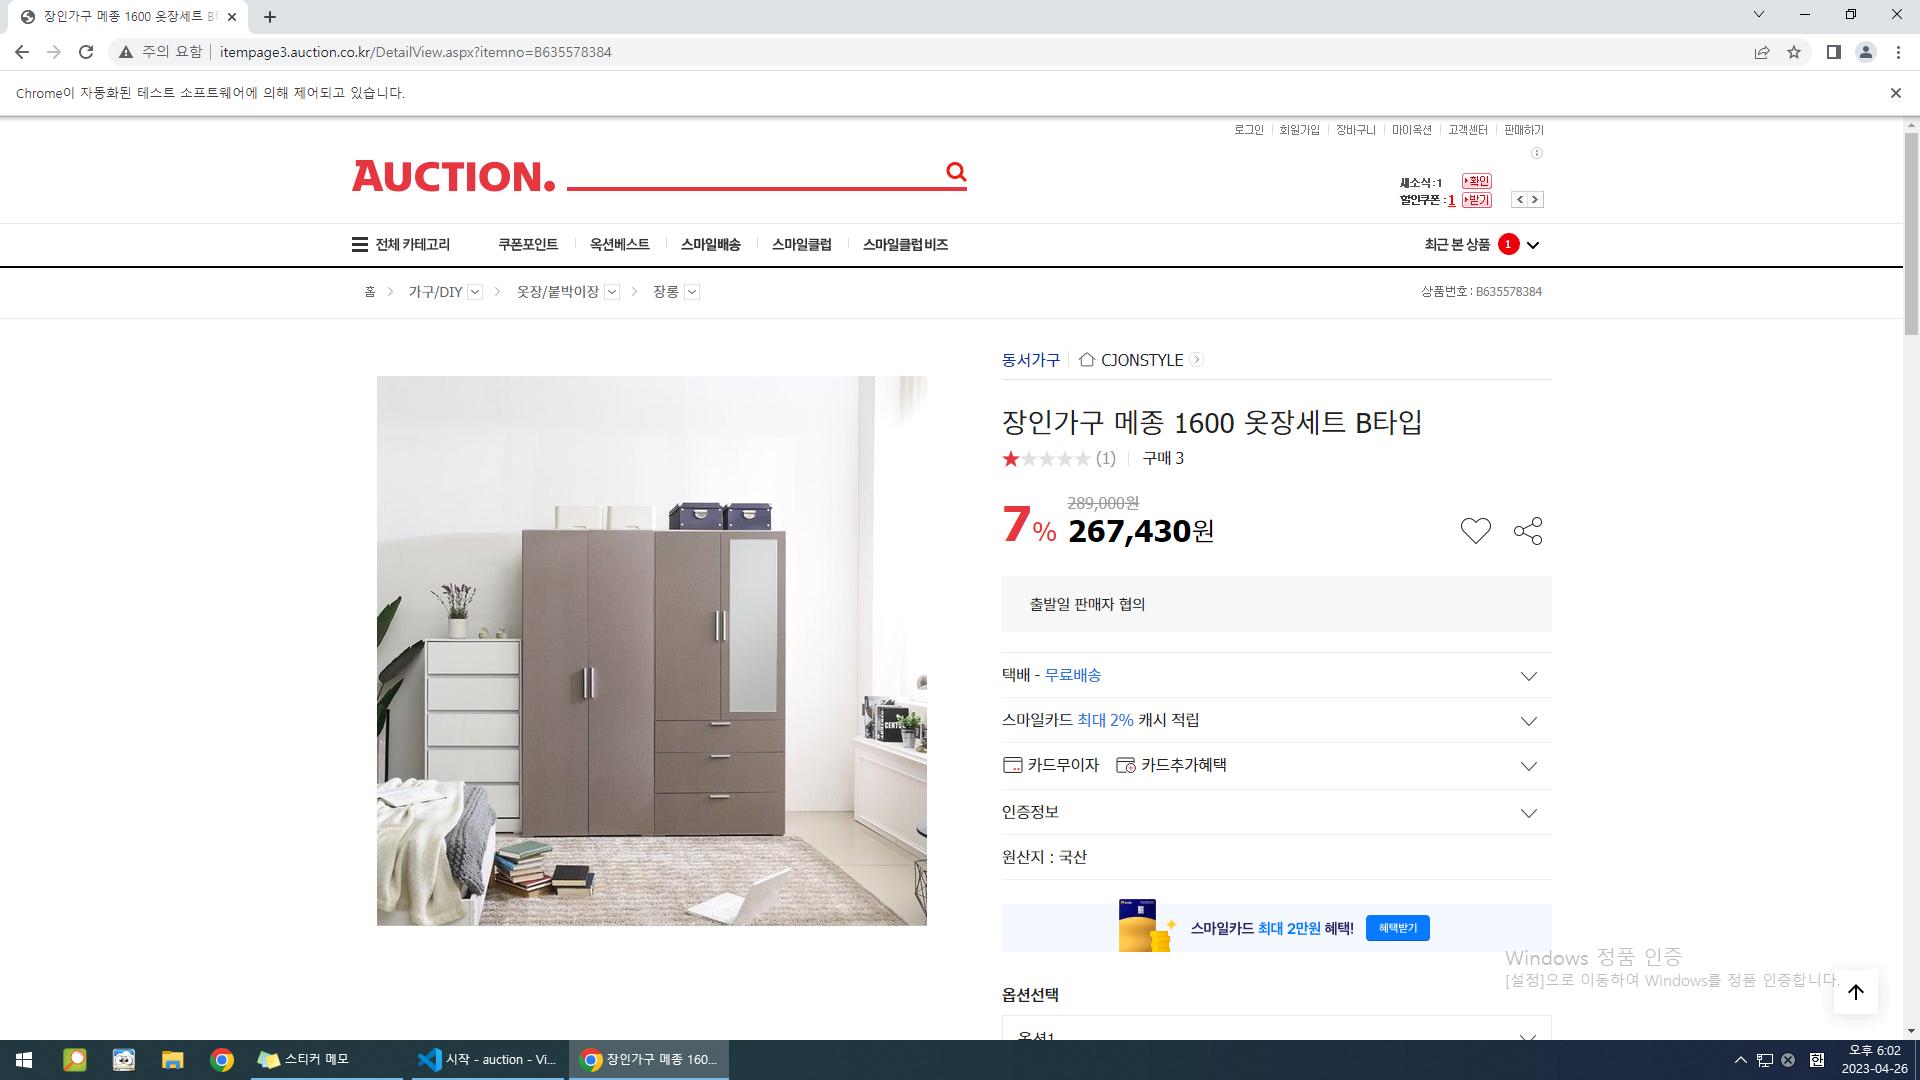 장인가구 메종 1600 옷장세트 B타
주의 요함 itempage3.auction.co.kr/DetailView.aspx?itemno=B635578384
Chrome이 자동화된 테스트 소프트웨어에 의해 제어되고 있습니다.
로그인 회원가입 장바구니 마이옥션 고객센터 판매하기
AUCTION.
새소식 : 1 확인
할인쿠폰 : 1 받기
전체 카테고리 쿠폰포인트 옥션베스트 스마일배송 스마일클럽 스마일클럽 비즈 최근 본 상품 1
홈 가구/DIY 옷장/붙박이장 장롱 상품번호 : B635578384
동서가구 CJONSTYLE
장인가구 메종 1600 옷장세트 B타입
(1) 구매 3
289,000원
7% 267,430원
출발일 판매자 협의
택배 - 무료배송
스마일카드 최대 2% 캐시 적립
카드무이자 카드추가혜택
인증정보
원산지 : 국산
스마일카드 최대 2만원 혜택! 혜택받기
Windows 정품 인증
[설정]으로 이동하여 Windows를 정품 인증합니다.
옵션선택
옵션1
스티커 메모 시작 - auction - Vi... 장인가구 메종 160... 한 오후 6:02
2023-04-26